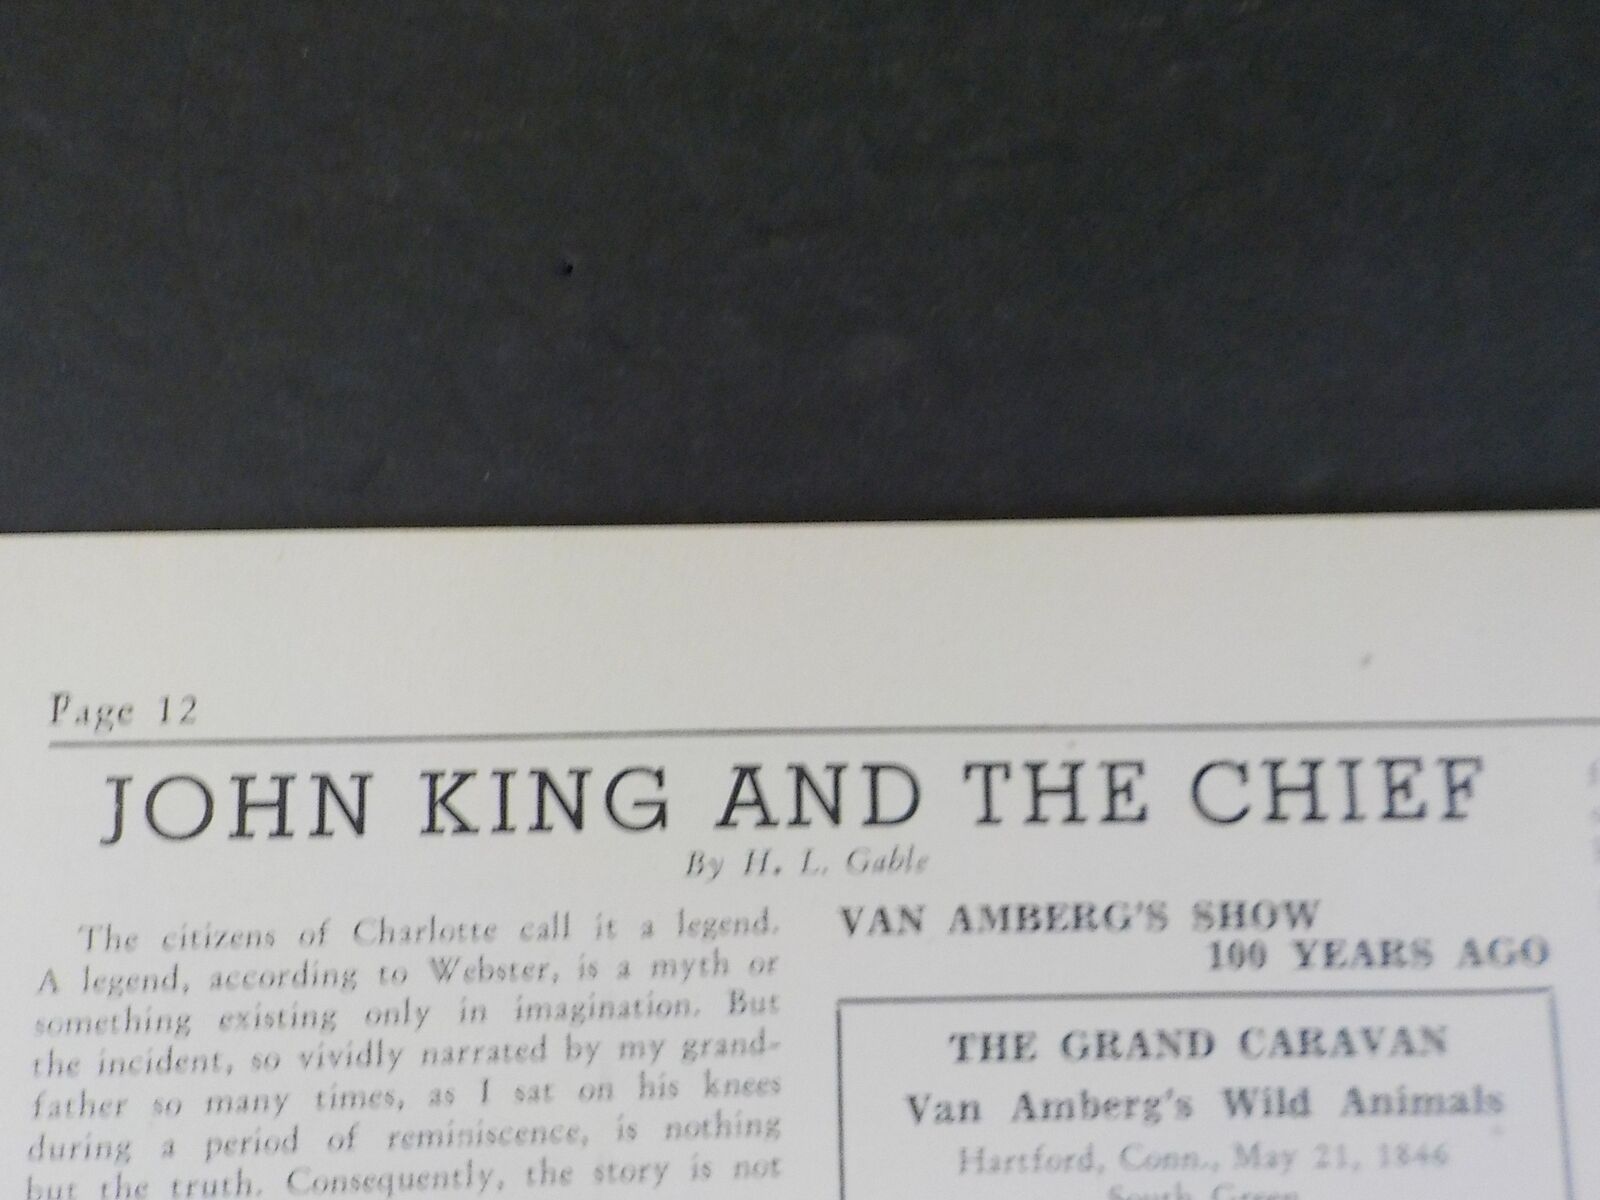 Page 12
JOHN KING AND THE CHIEF
By H. L. Gable
The citizens of Charlotte call it a legend.
A legend, according to Webster, is a myth or
something existing only in imagination. But
the incident, so vividly narrated by my grand-
father so many times, as I sat on his knees
during a period of reminiscence, is nothing
but the truth. Consequently, the story is not
VAN AMBERG'S SHOW
100 YEARS AGO
THE GRAND CARAVAN
Van Amberg's Wild Animals
Hartford, Conn., May 21, 1846
South Green